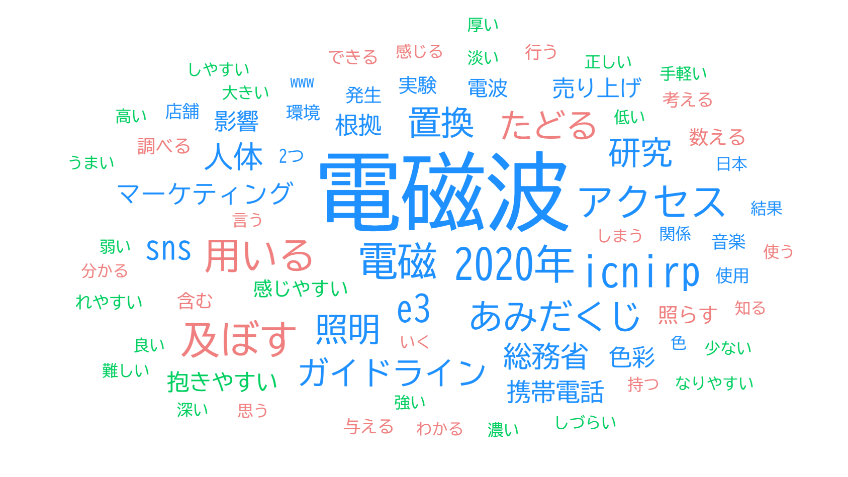 厚い
できる 感じる 淡い 行う 正しい
しやすい www 実験 電波 売り上げ 手軽い
大きい 発生 考える
高い 店舗 影響 環境 根拠 置換 たどる 低い
調べる 人体 2つ 研究 数える
うまい 電磁波 日本
マーケティング アクセス 結果
言う しまう 関係
弱い sns 用いる 電磁 2020年 icnirp 音楽 使う
分かる 使用
れやすい 含む 感じやすい e3 あみだくじ 照らす 知る
良い 及ぼす 照明 いく 総務省 色彩 色 少ない
難しい 抱きやすい ガイドライン 携帯電話 持つ なりやすい
深い 思う 強い
与える わかる 濃い しづらい